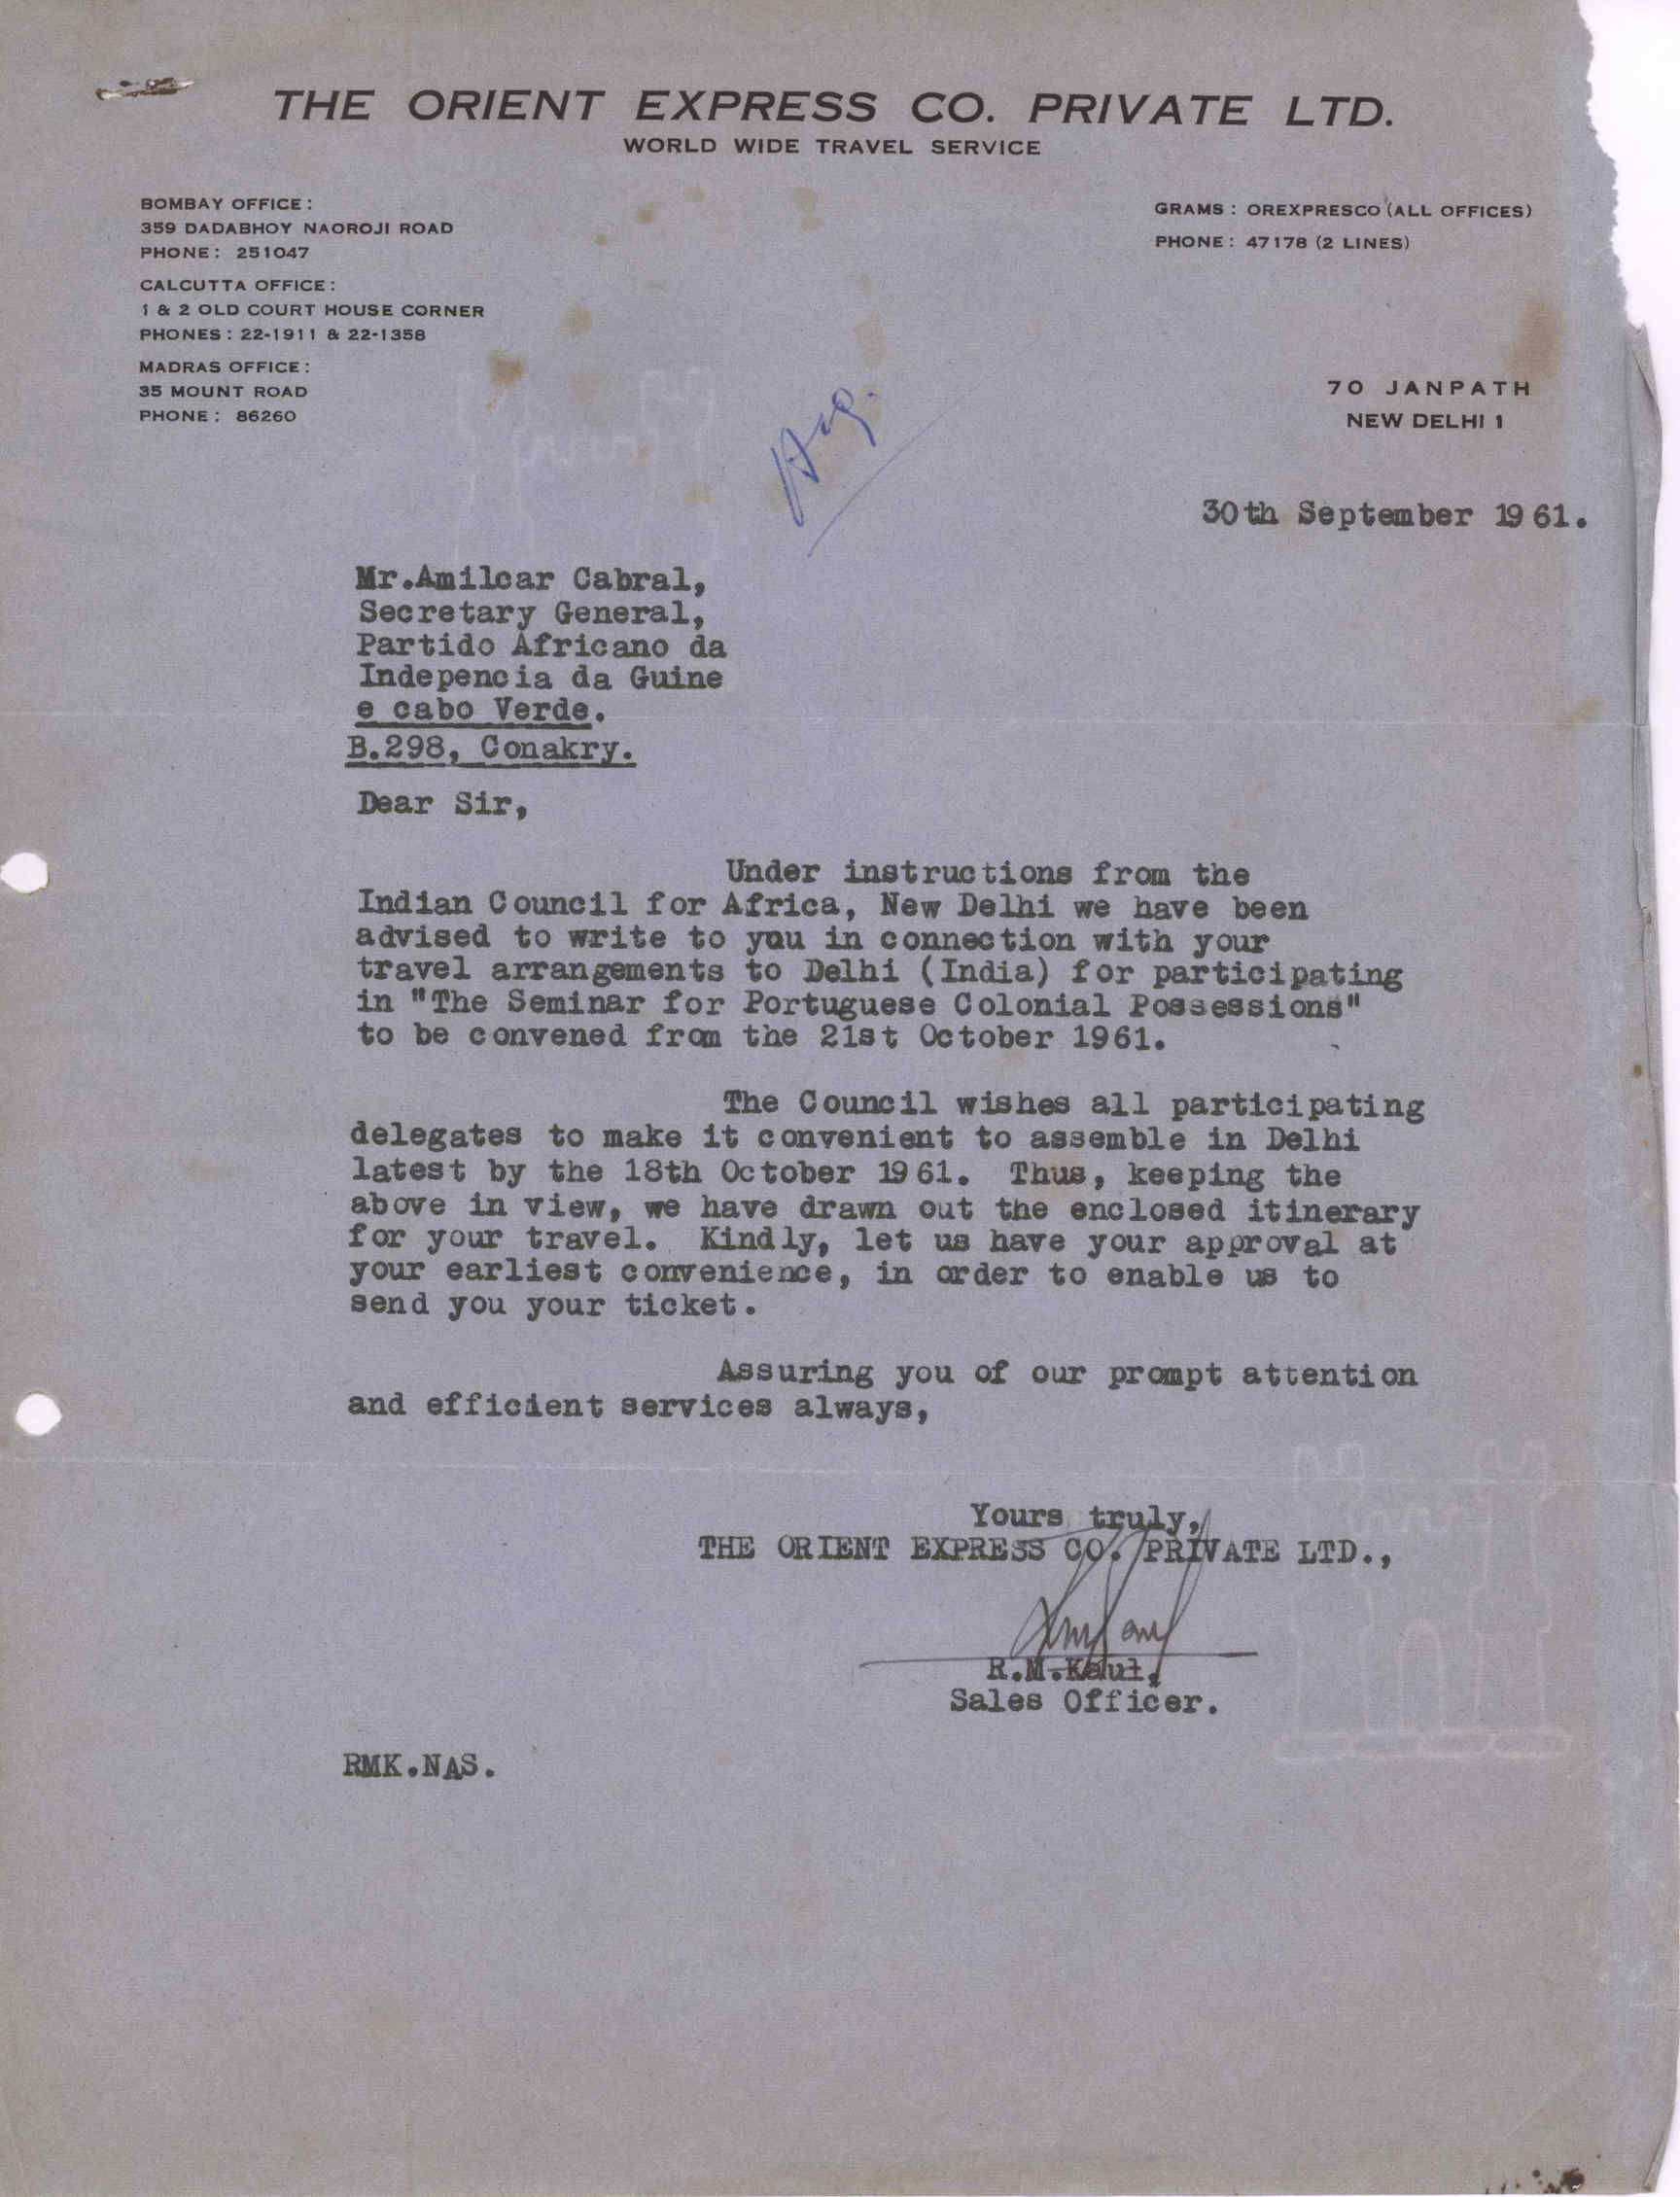 THE ORIENT EXPRESS CO. PRIVATE LTD.
WORLD WIDE TRAVEL SERVICE
BOMBAY OFFICE :
359 DADABHOY NAOROJI ROAD
PHONE : 251047
CALCUTTA OFFICE :
1 & 2 OLD COURT HOUSE CORNER
PHONES : 22-1911 & 22-1358
MADRAS OFFICE :
35 MOUNT ROAD
PHONE : 86260
GRAMS : OREXPRESCO (ALL OFFICES)
PHONE : 47178 (2 LINES)
70 JANPATH
NEW DELHI 1
30th September 1961.
Mr.Amilcar Cabral,
Secretary General,
Partido Africano da
Indepencia da Guine
e cabo Verde.
B.298, Conakry.
Dear Sir,
Under instructions from the
Indian Council for Africa, New Delhi we have been
advised to write to you in connection with your
travel arrangements to Delhi (India) for participating
in "The Seminar for Portuguese Colonial Possessions"
to be convened from the 21st October 1961.
The Council wishes all participating
delegates to make it convenient to assemble in Delhi
latest by the 18th October 1961. Thus, keeping the
above in view, we have drawn out the enclosed itinerary
for your travel. Kindly, let us have your approval at
your earliest convenience, in order to enable us to
send you your ticket.
Assuring you of our prompt attention
and efficient services always,
Yours truly,
THE ORIENT EXPRESS CO. PRIVATE LTD.,
R.M.Kaul,
Sales Officer.
RMK.NAS.